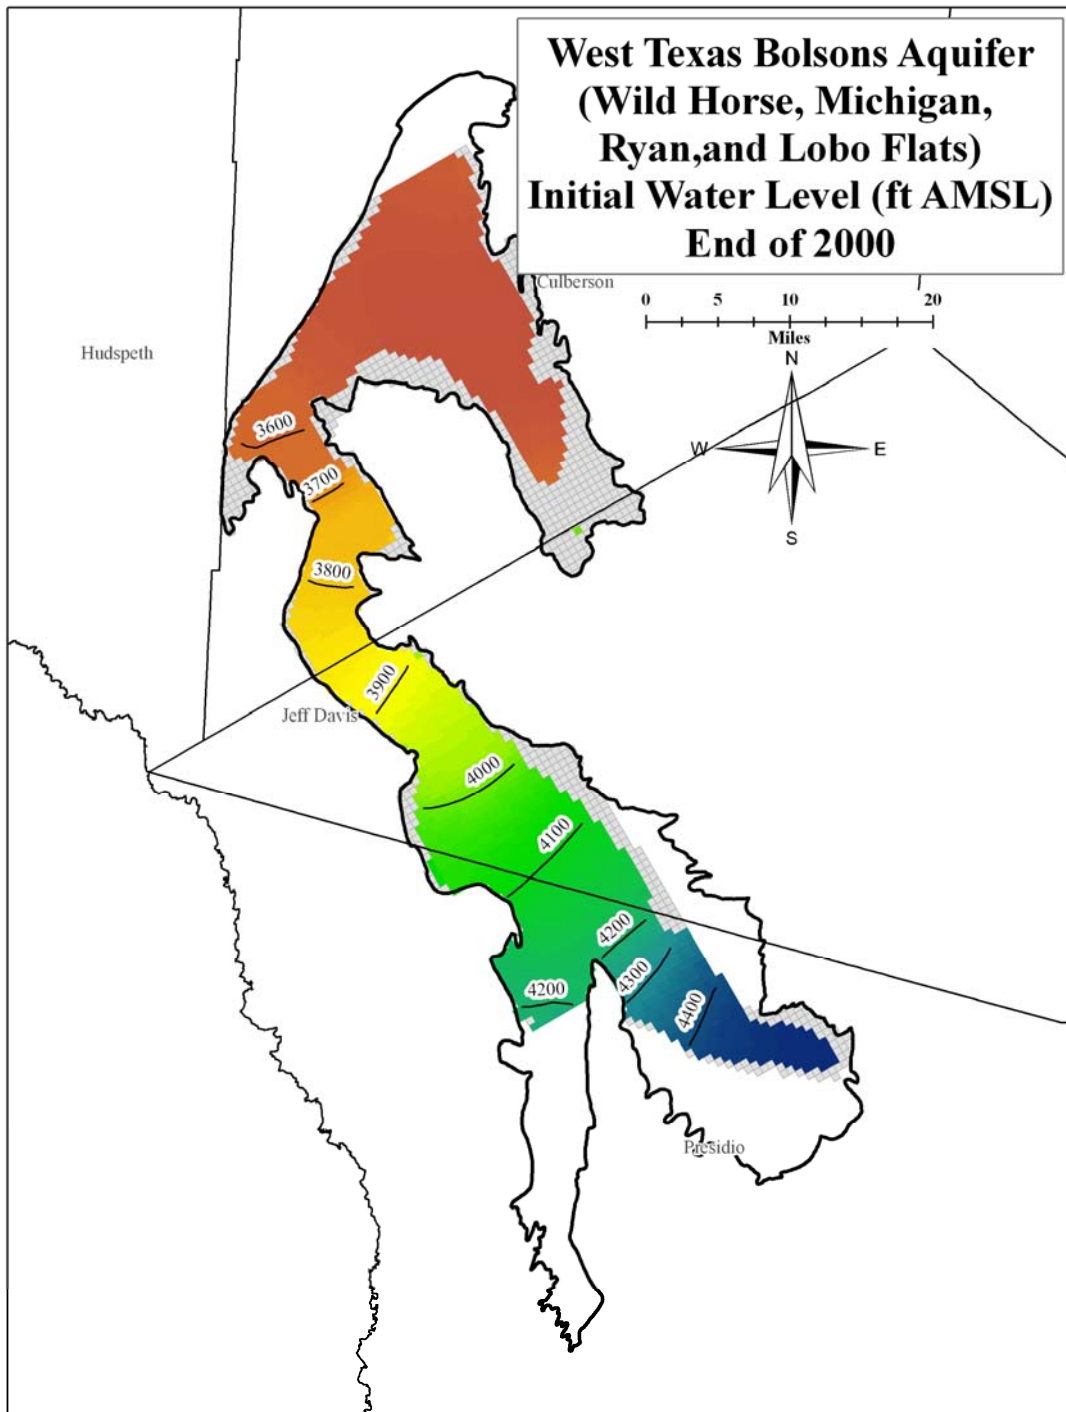 West Texas Bolsons Aquifer
(Wild Horse, Michigan,
Ryan,and Lobo Flats)
Initial Water Level (ft AMSL)
End of 2000
Culberson
0 5 10 20
Miles
Hudspeth
N
W E
S
3600
3700
3800
3900
Jeff Davis
4000
4100
4200
4300
4200
4400
Presidio